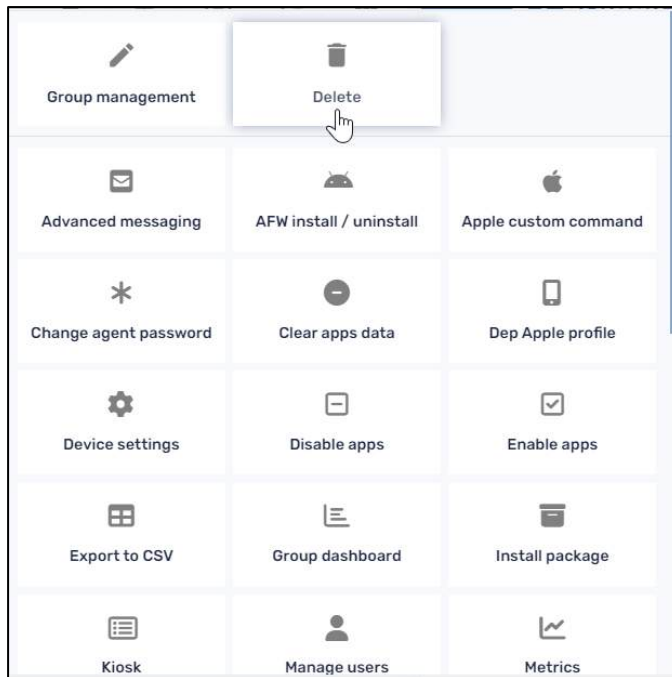 Group management
Delete
Advanced messaging
AFW install / uninstall
Apple custom command
Change agent password
Clear apps data
Dep Apple profile
Device settings
Disable apps
Enable apps
Export to CSV
Group dashboard
Install package
Kiosk
Manage users
Metrics